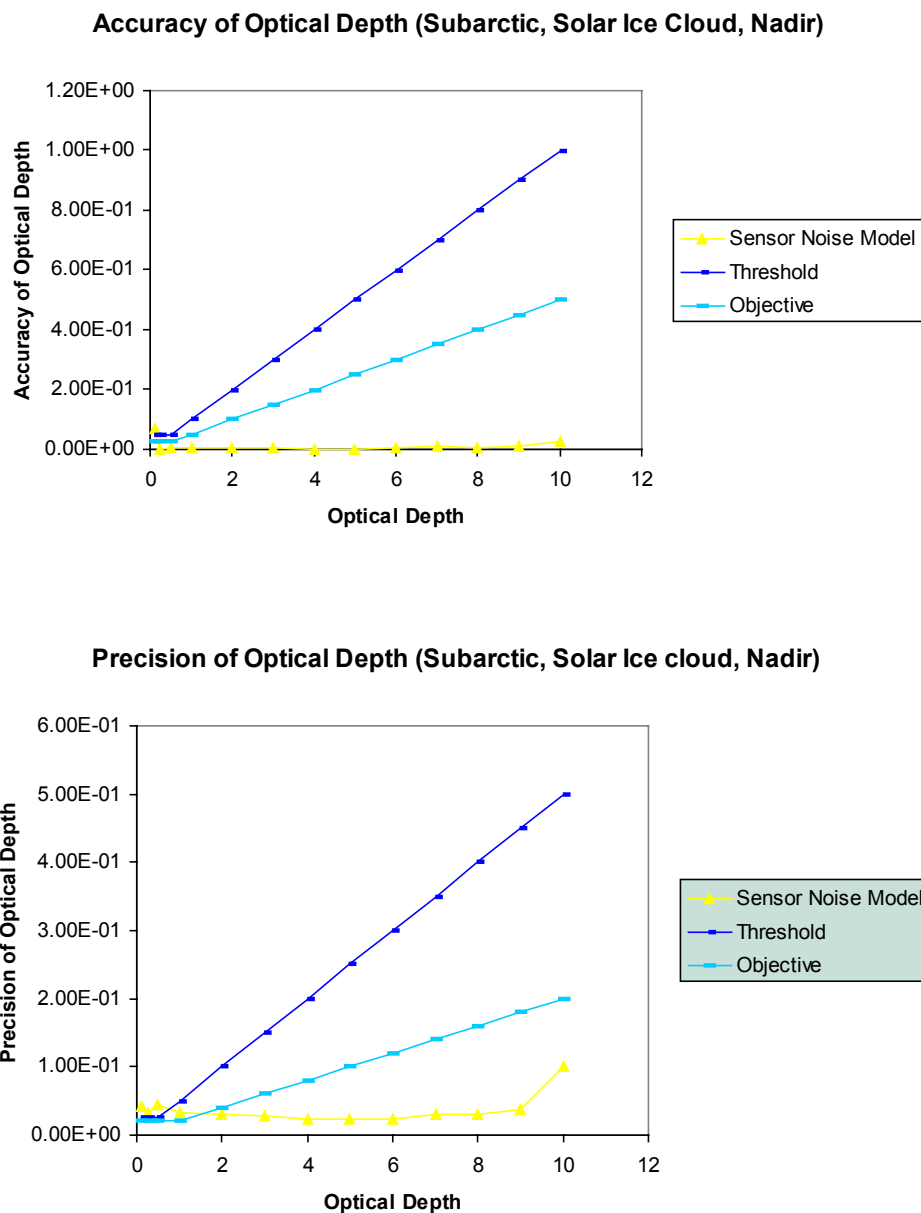 Accuracy of Optical Depth (Subarctic, Solar Ice Cloud, Nadir)
1.20E+00
1.00E+00
8.00E-01
6.00E-01
4.00E-01
2.00E-01
0.00E+00
Accuracy of Optical Depth
0 2 4 6 8 10 12
Optical Depth
Sensor Noise Model
Threshold
Objective
Precision of Optical Depth (Subarctic, Solar Ice cloud, Nadir)
6.00E-01
5.00E-01
4.00E-01
3.00E-01
2.00E-01
1.00E-01
0.00E+00
Precision of Optical Depth
0 2 4 6 8 10 12
Optical Depth
Sensor Noise Model
Threshold
Objective